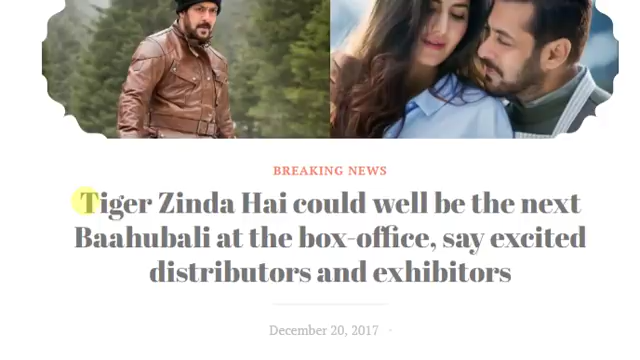 BREAKING NEWS
Tiger Zinda Hai could well be the next
Baahubali at the box-office, say excited
distributors and exhibitors
December 20, 2017